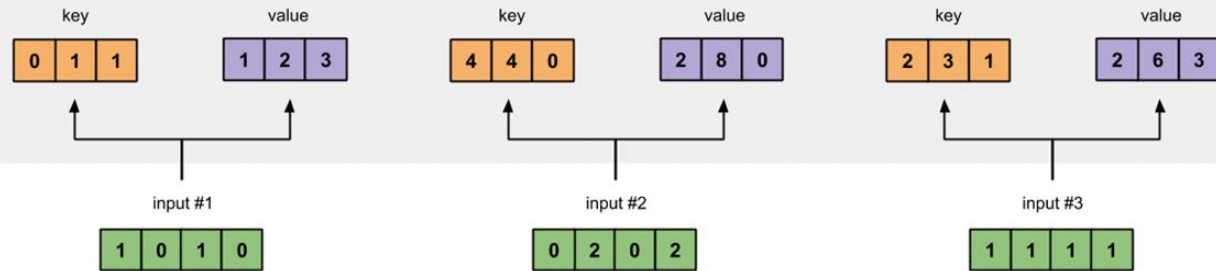 key value key value key value
0 1 1 1 2 3 4 4 0 2 8 0 2 3 1 2 6 3
input #1 input #2 input #3
1 0 1 0 0 2 0 2 1 1 1 1